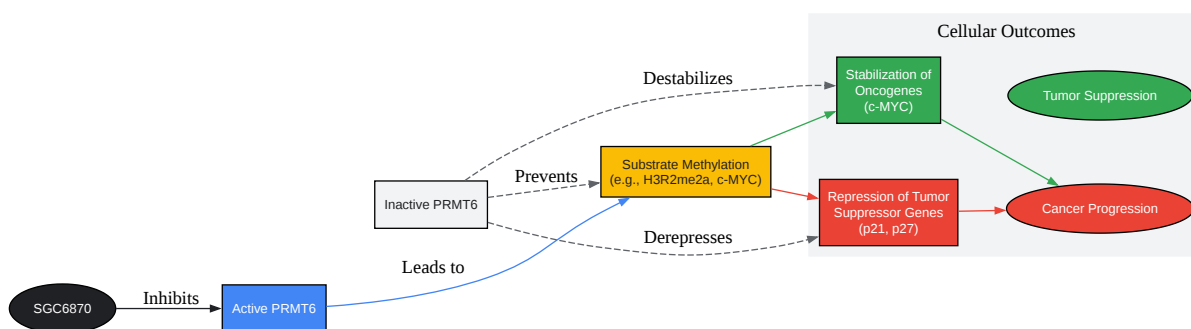 Cellular Outcomes
Destabilizes
Stabilization of
Oncogenes
(c-MYC)
Tumor Suppression
Substrate Methylation
(e.g., H3R2me2a, c-MYC)
Prevents
Inactive PRMT6
Repression of Tumor
Suppressor Genes
(p21, p27)
Cancer Progression
Derepresses
Leads to
SGC6870
Inhibits
Active PRMT6